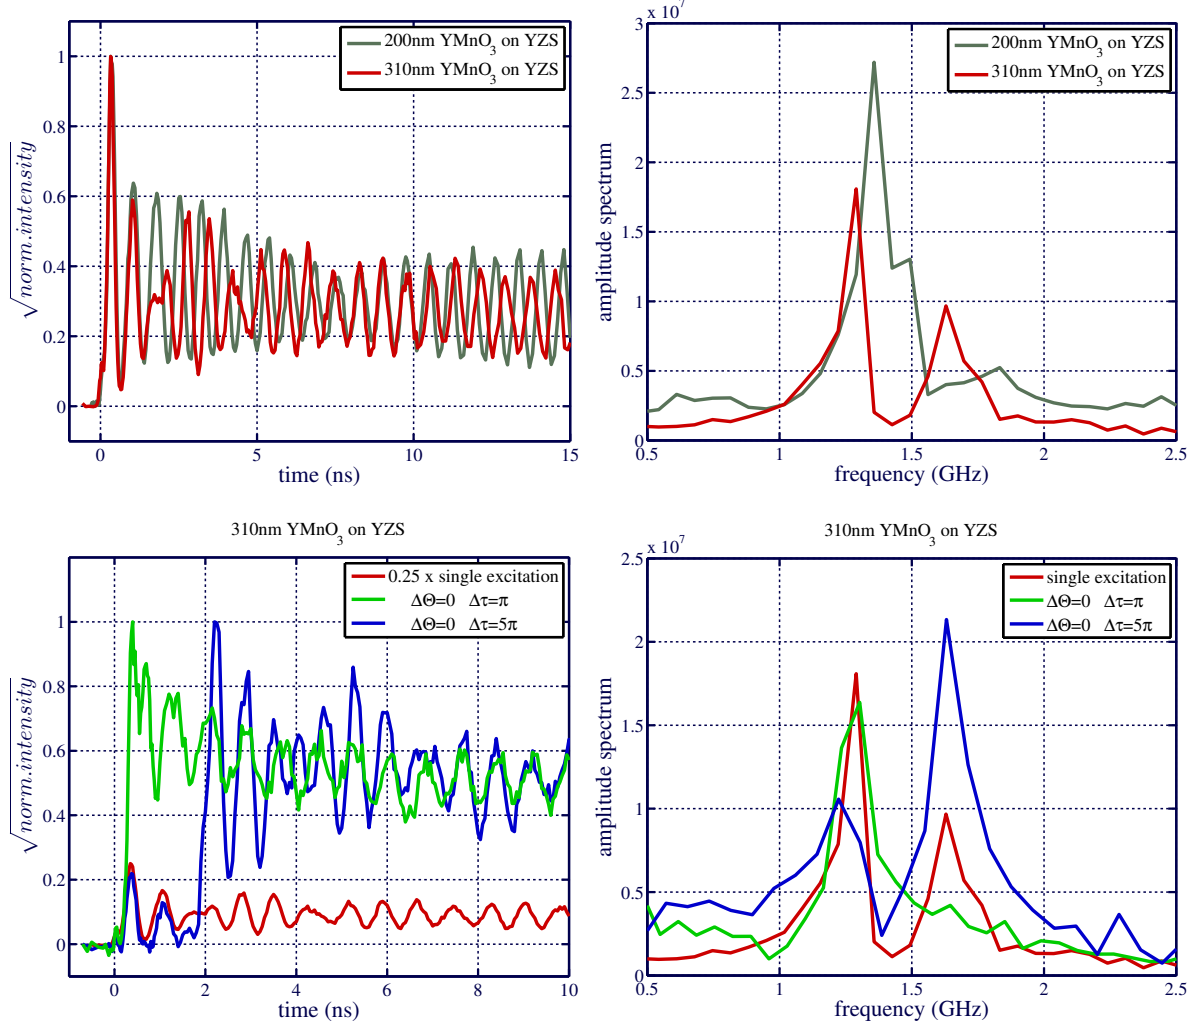 200nm YMnO3 on YZS
310nm YMnO3 on YZS
√norm.intensity
1
0.8
0.6
0.4
0.2
0
0
5
10
15
time (ns)
x 10^7
200nm YMnO3 on YZS
310nm YMnO3 on YZS
amplitude spectrum
3
2.5
2
1.5
1
0.5
0
0.5
1
1.5
2
2.5
frequency (GHz)
310nm YMnO3 on YZS
0.25 x single excitation
ΔΘ=0 Δτ=π
ΔΘ=0 Δτ=5π
√norm.intensity
1
0.8
0.6
0.4
0.2
0
0
2
4
6
8
10
time (ns)
310nm YMnO3 on YZS
x 10^7
single excitation
ΔΘ=0 Δτ=π
ΔΘ=0 Δτ=5π
amplitude spectrum
2.5
2
1.5
1
0.5
0
0.5
1
1.5
2
2.5
frequency (GHz)